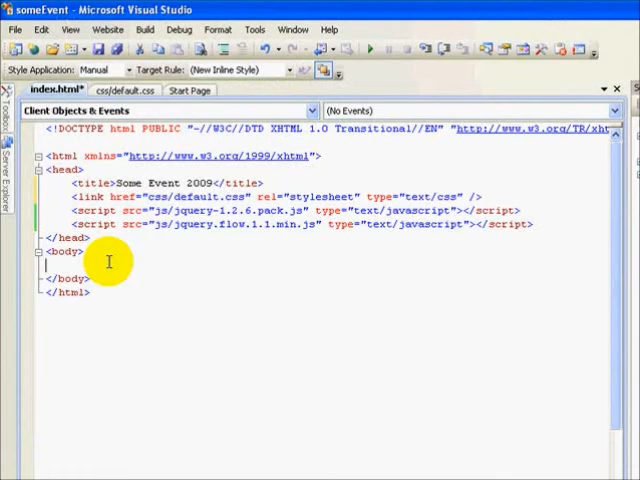 someEvent - Microsoft Visual Studio
File Edit View Website Build Debug Format Tools Window Help
Style Application: Manual Target Rule: (New Inline Style)
index.html* css/default.css Start Page
Client Objects & Events (No Events)
<!DOCTYPE html PUBLIC "-//W3C//DTD XHTML 1.0 Transitional//EN" "http://www.w3.org/TR/xht
<html xmlns="http://www.w3.org/1999/xhtml">
<head>
<title>Some Event 2009</title>
<link href="css/default.css" rel="stylesheet" type="text/css" />
<script src="js/jquery-1.2.6.pack.js" type="text/javascript"></script>
<script src="js/jquery.flow.1.1.min.js" type="text/javascript"></script>
</head>
<body>
</body>
</html>
Toolbox
Server Explorer